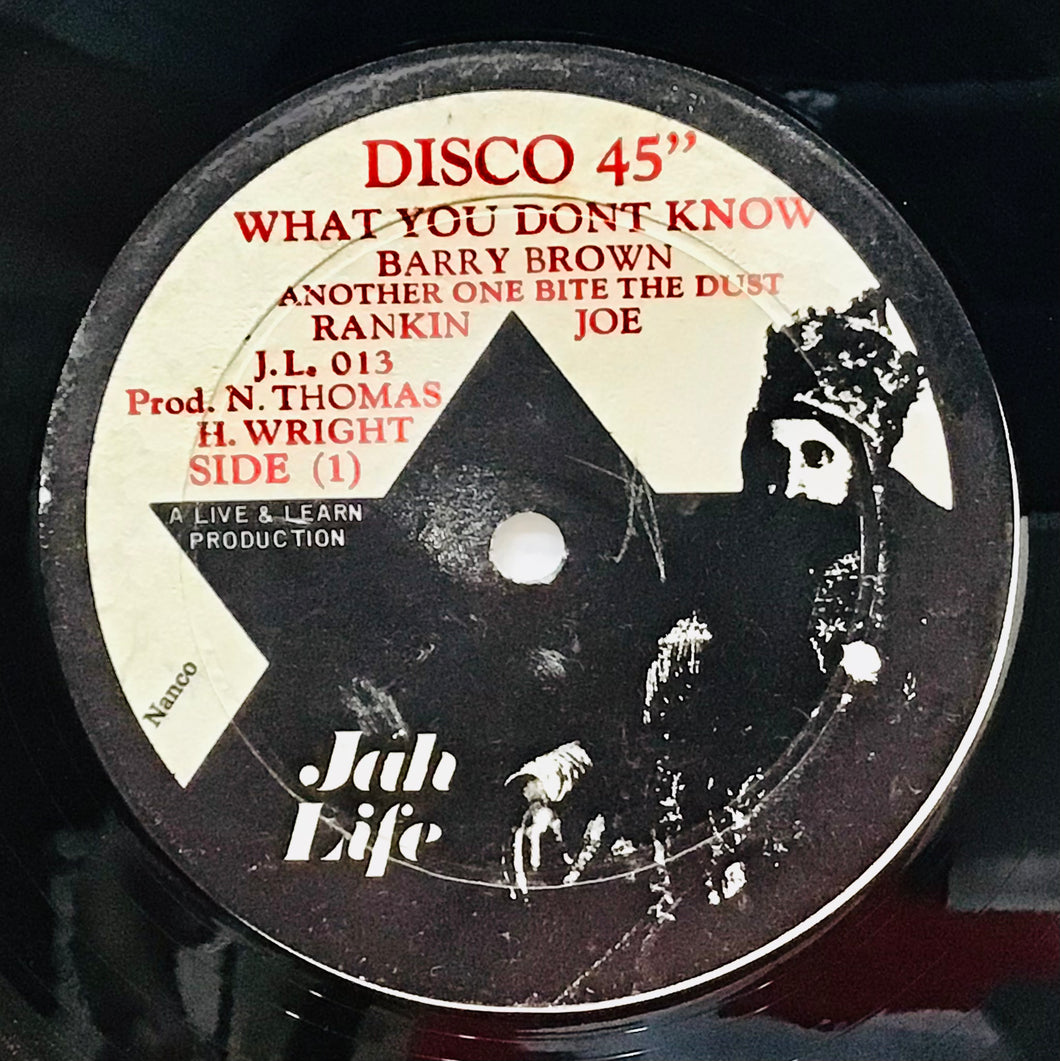 DISCO 45"
WHAT YOU DONT KNOW
BARRY BROWN
ANOTHER ONE BITE THE DUST
RANKIN JOE
J.L. 013
Prod. N. THOMAS
H. WRIGHT
SIDE (1)
A LIVE & LEARN
PRODUCTION
Nanco
Jah
Life